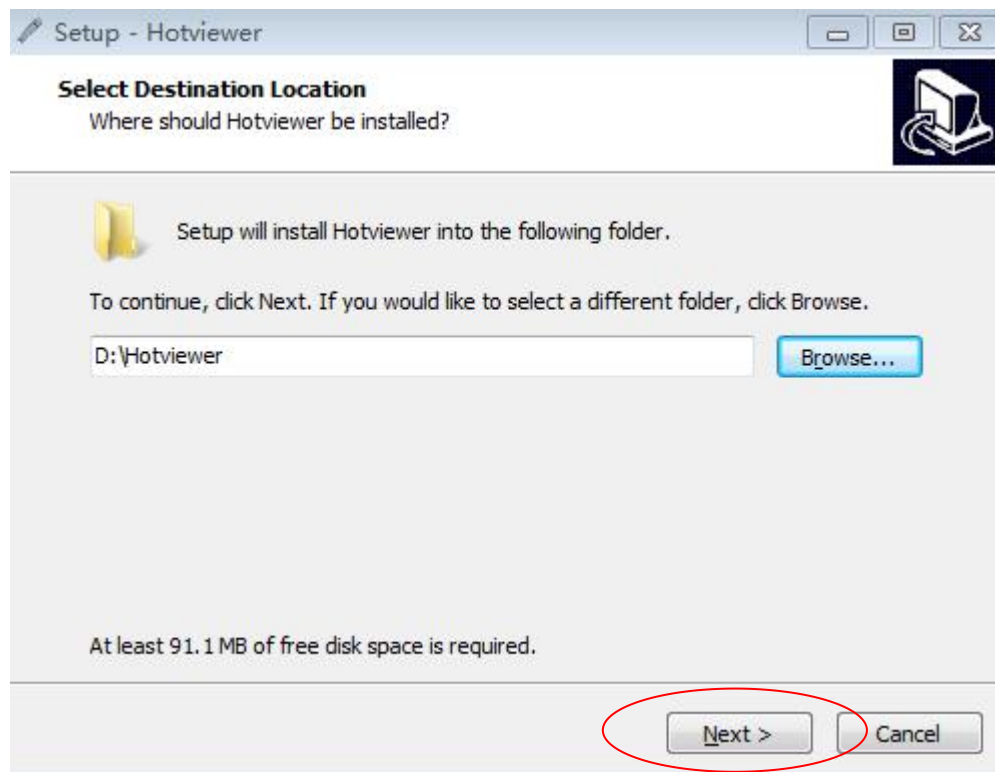 Setup - Hotviewer
Select Destination Location
Where should Hotviewer be installed?
Setup will install Hotviewer into the following folder.
To continue, click Next. If you would like to select a different folder, click Browse.
D:\Hotviewer
Browse...
At least 91.1 MB of free disk space is required.
Next >
Cancel